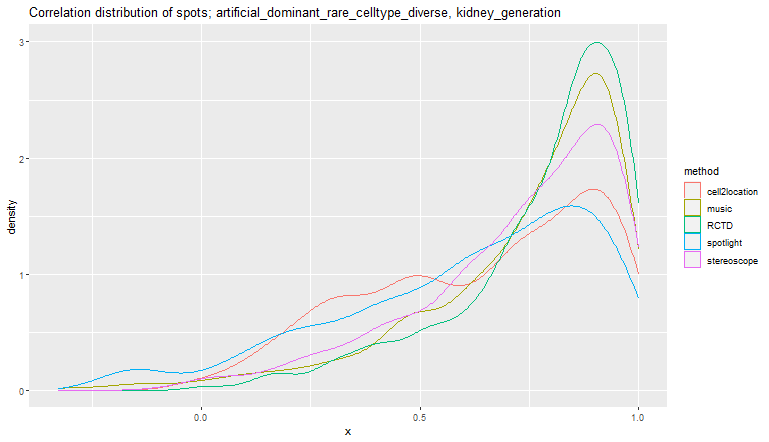 Correlation distribution of spots; artificial_dominant_rare_celltype_diverse, kidney_generation
3
2
1
0
density
0.0
0.5
1.0
x
method
cell2location
music
RCTD
spotlight
stereoscope